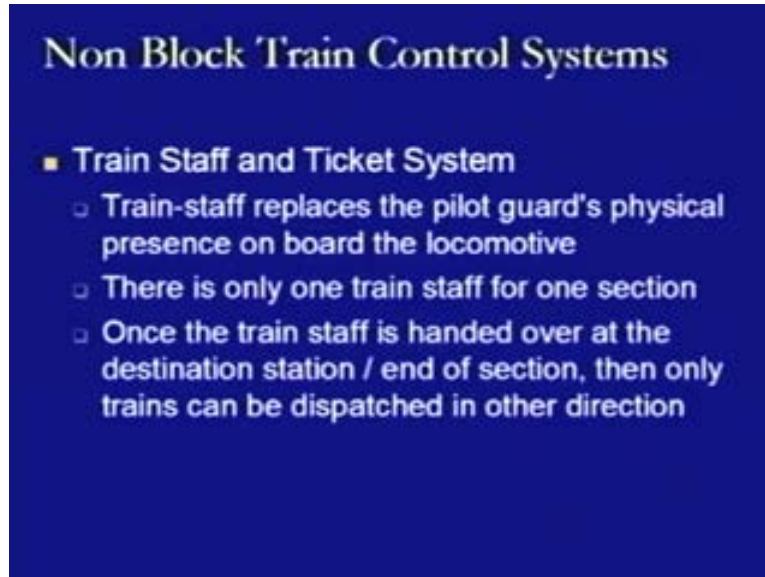 Non Block Train Control Systems
Train Staff and Ticket System
Train-staff replaces the pilot guard's physical
presence on board the locomotive
There is only one train staff for one section
Once the train staff is handed over at the
destination station / end of section, then only
trains can be dispatched in other direction